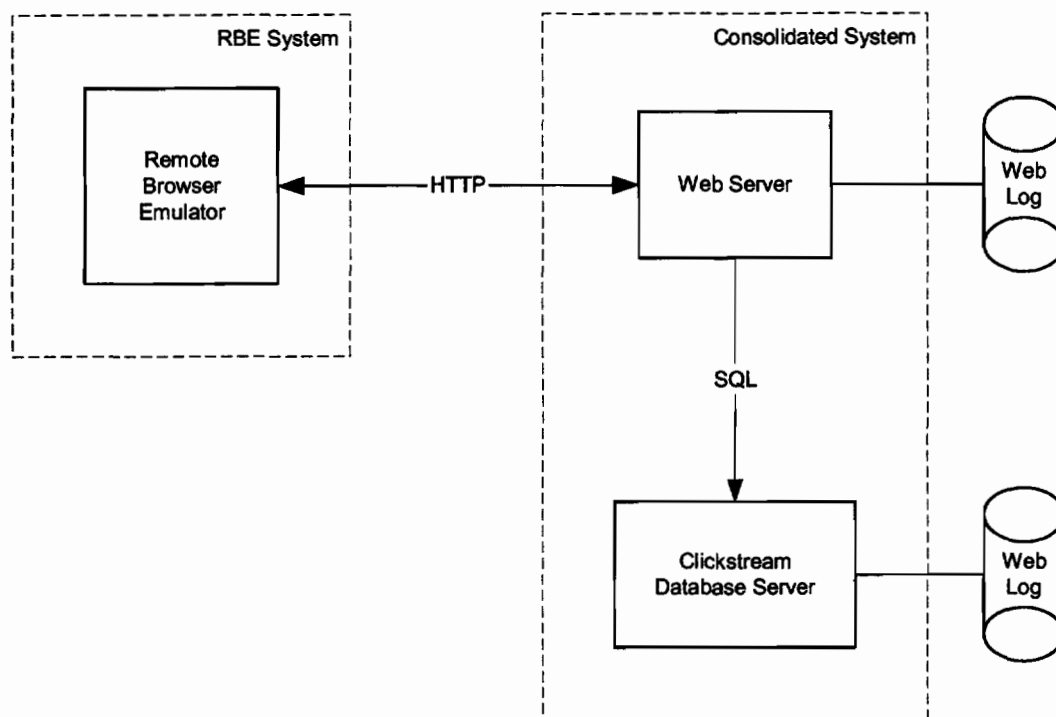 RBE System
Consolidated System
Remote
Browser
Emulator
HTTP
Web Server
Web
Log
SQL
Clickstream
Database Server
Web
Log